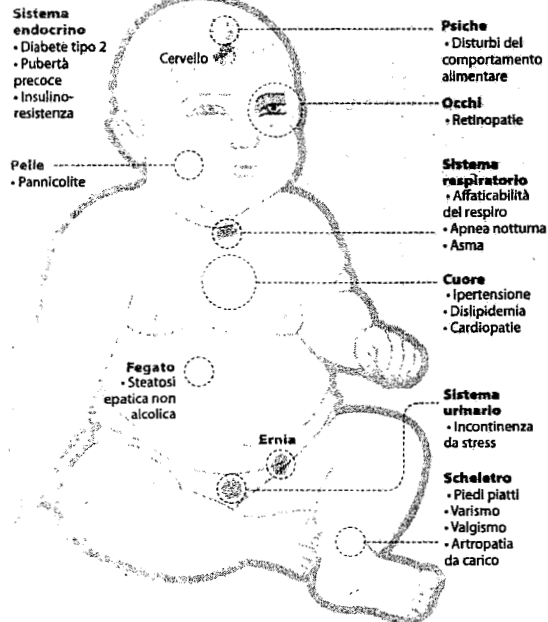 Sistema
endocrino
• Diabete tipo 2
• Pubertà
precoce
• Insulino-
resistenza
Cervello
Pelle
• Pannicolite
Fegato
• Steatosi
epatica non
alcolica
Ernia
Psiche
• Disturbi del
comportamento
alimentare
Occhi
• Retinopatie
Sistema
respiratorio
• Affaticabilità
del respiro
• Apnea notturna
• Asma
Cuore
• Ipertensione
• Dislipidemia
• Cardiopatie
Sistema
urinario
• Incontinenza
da stress
Scheletro
• Piedi piatti
• Varismo
• Valgismo
• Artropatia
da carico